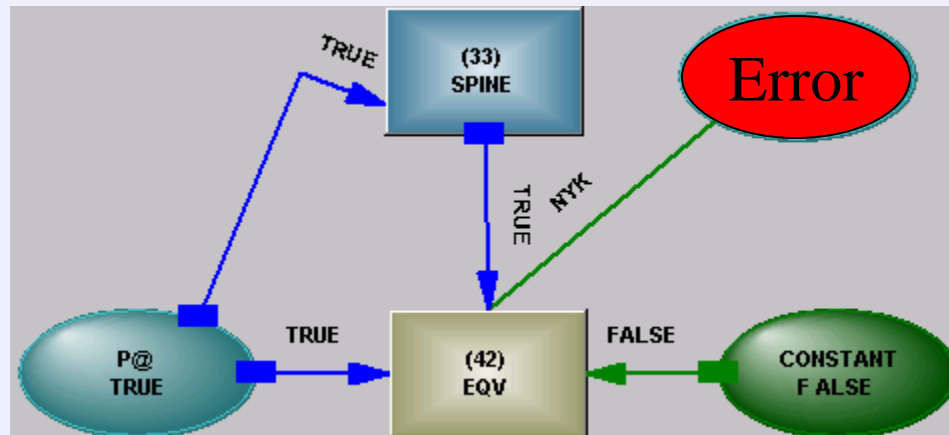 TRUE
(33)
SPINE
Error
NYK
TRUE
P@
TRUE
TRUE
(42)
EQV
FALSE
CONSTANT
F ALSE